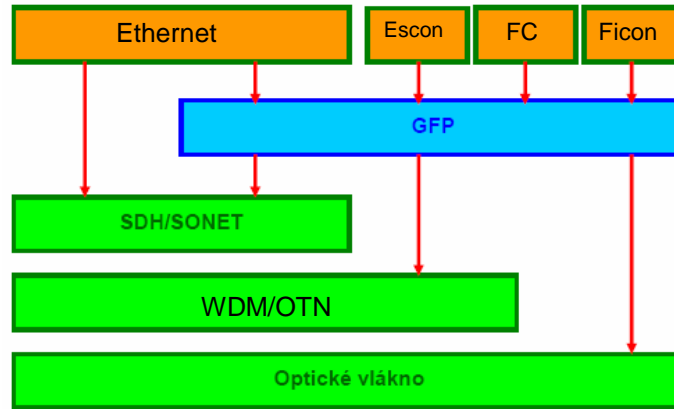 Ethernet
Escon
FC
Ficon
GFP
SDH/SONET
WDM/OTN
Optické vlákno